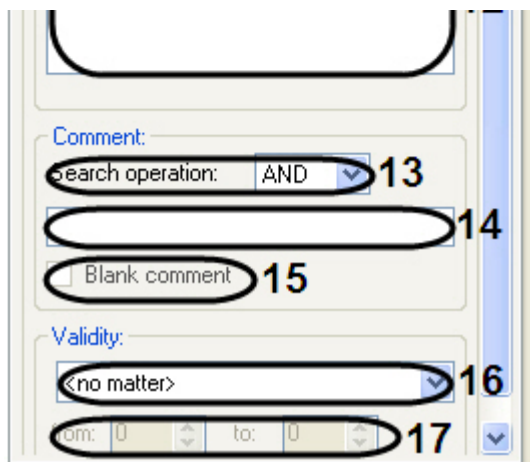 Comment:
Search operation: AND 13
14
Blank comment 15
Validity:
<no matter> 16
from: 0 to: 0 17